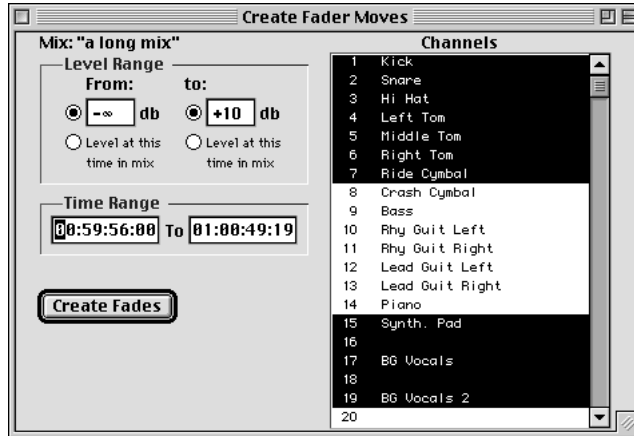 Create Fader Moves
Mix: "a long mix"
Level Range
From: to:
-∞ db +10 db
Level at this time in mix
Level at this time in mix
Time Range
00:59:56:00 To 01:00:49:19
Create Fades
Channels
1 Kick
2 Snare
3 Hi Hat
4 Left Tom
5 Middle Tom
6 Right Tom
7 Ride Cymbal
8 Crash Cymbal
9 Bass
10 Rhy Guit Left
11 Rhy Guit Right
12 Lead Guit Left
13 Lead Guit Right
14 Piano
15 Synth. Pad
16
17 BG Vocals
18
19 BG Vocals 2
20